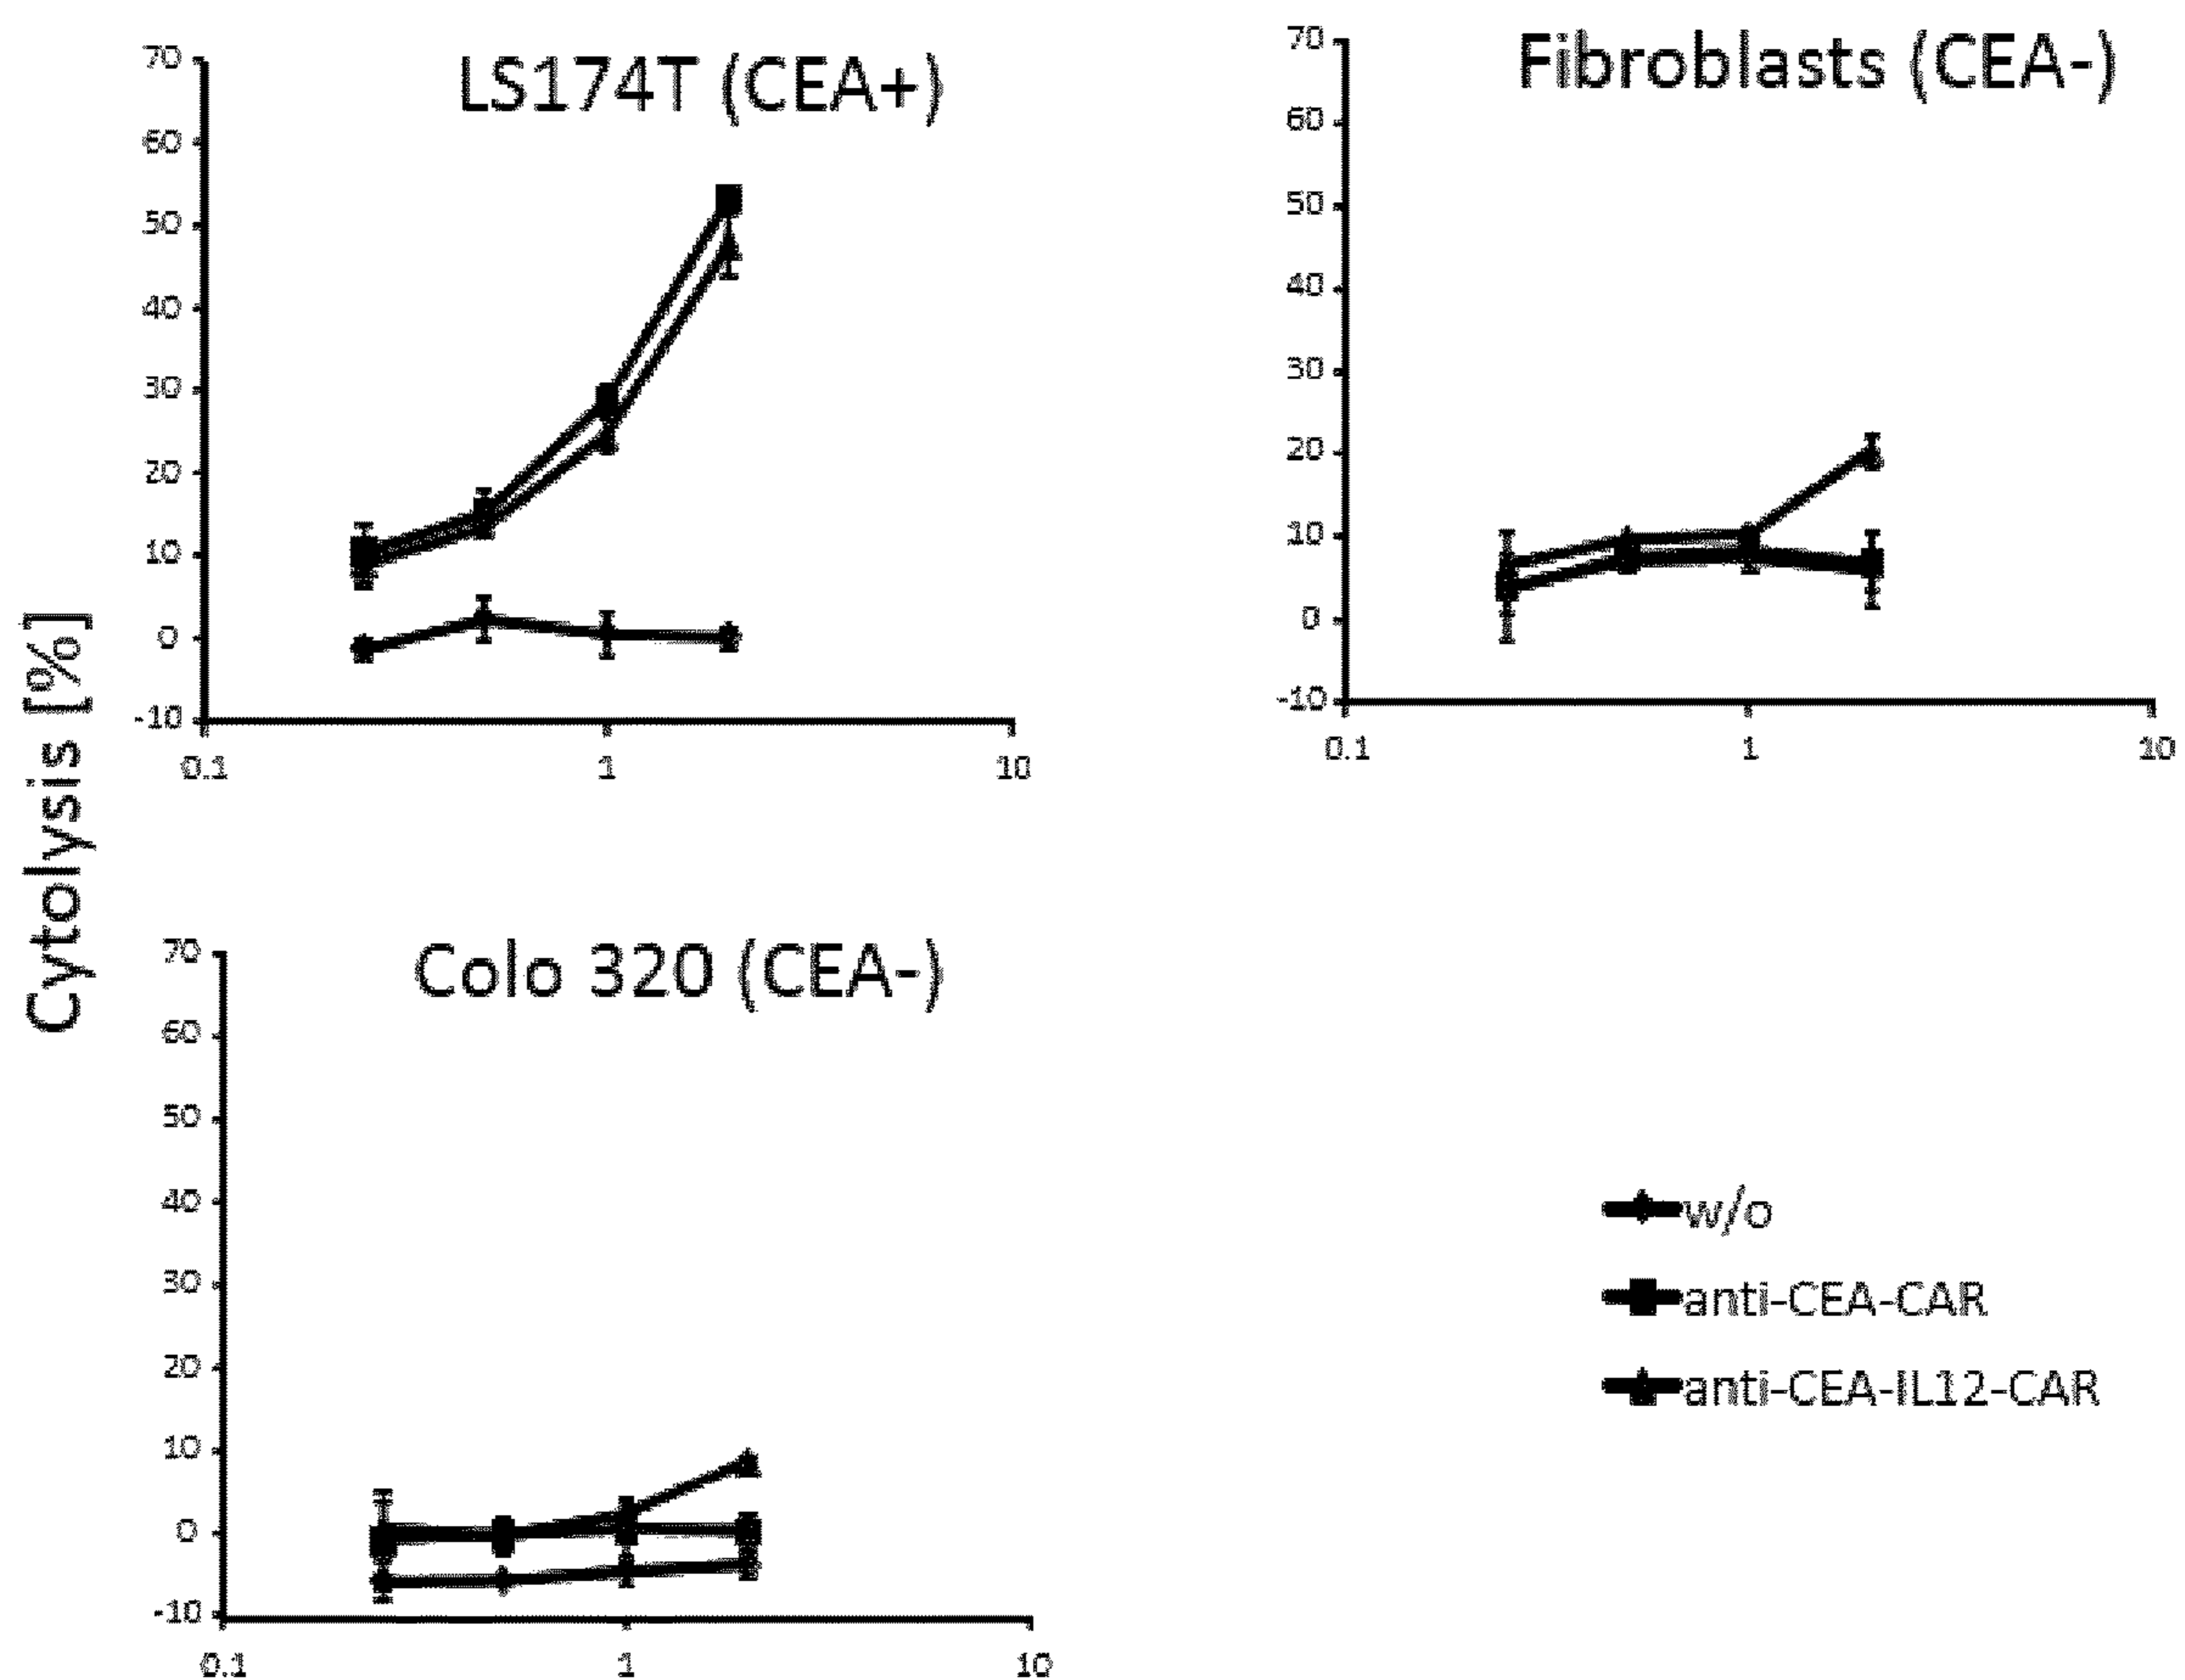 Cytolysis [%]
LS174T (CEA+)
70
60
50
40
30
20
10
0
-10
0.1 1 10
Fibroblasts (CEA-)
70
60
50
40
30
20
10
0
-10
0.1 1 10
Colo 320 (CEA-)
70
60
50
40
30
20
10
0
-10
0.1 1 10
w/o
anti-CEA-CAR
anti-CEA-IL12-CAR